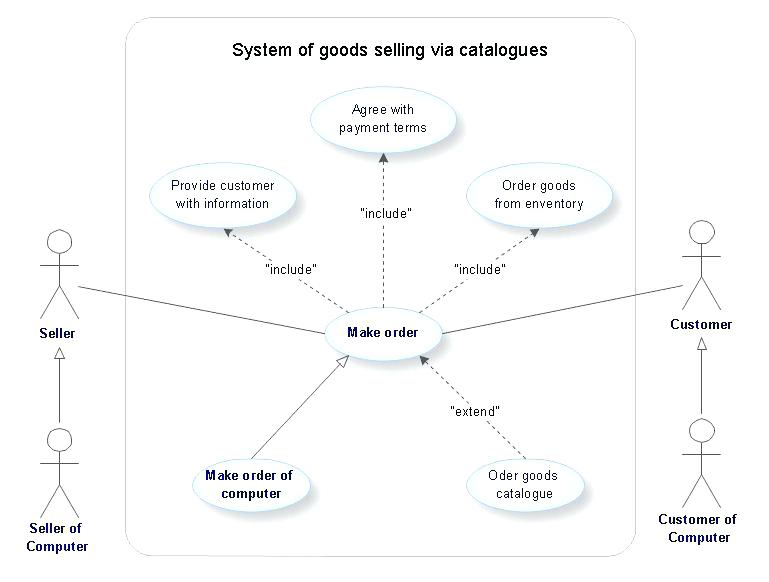 System of goods selling via catalogues
Agree with
payment terms
Provide customer
with information
Order goods
from enventory
"include"
"include"
"include"
Seller
Customer
Make order
"extend"
Make order of
computer
Oder goods
catalogue
Seller of
Computer
Customer of
Computer